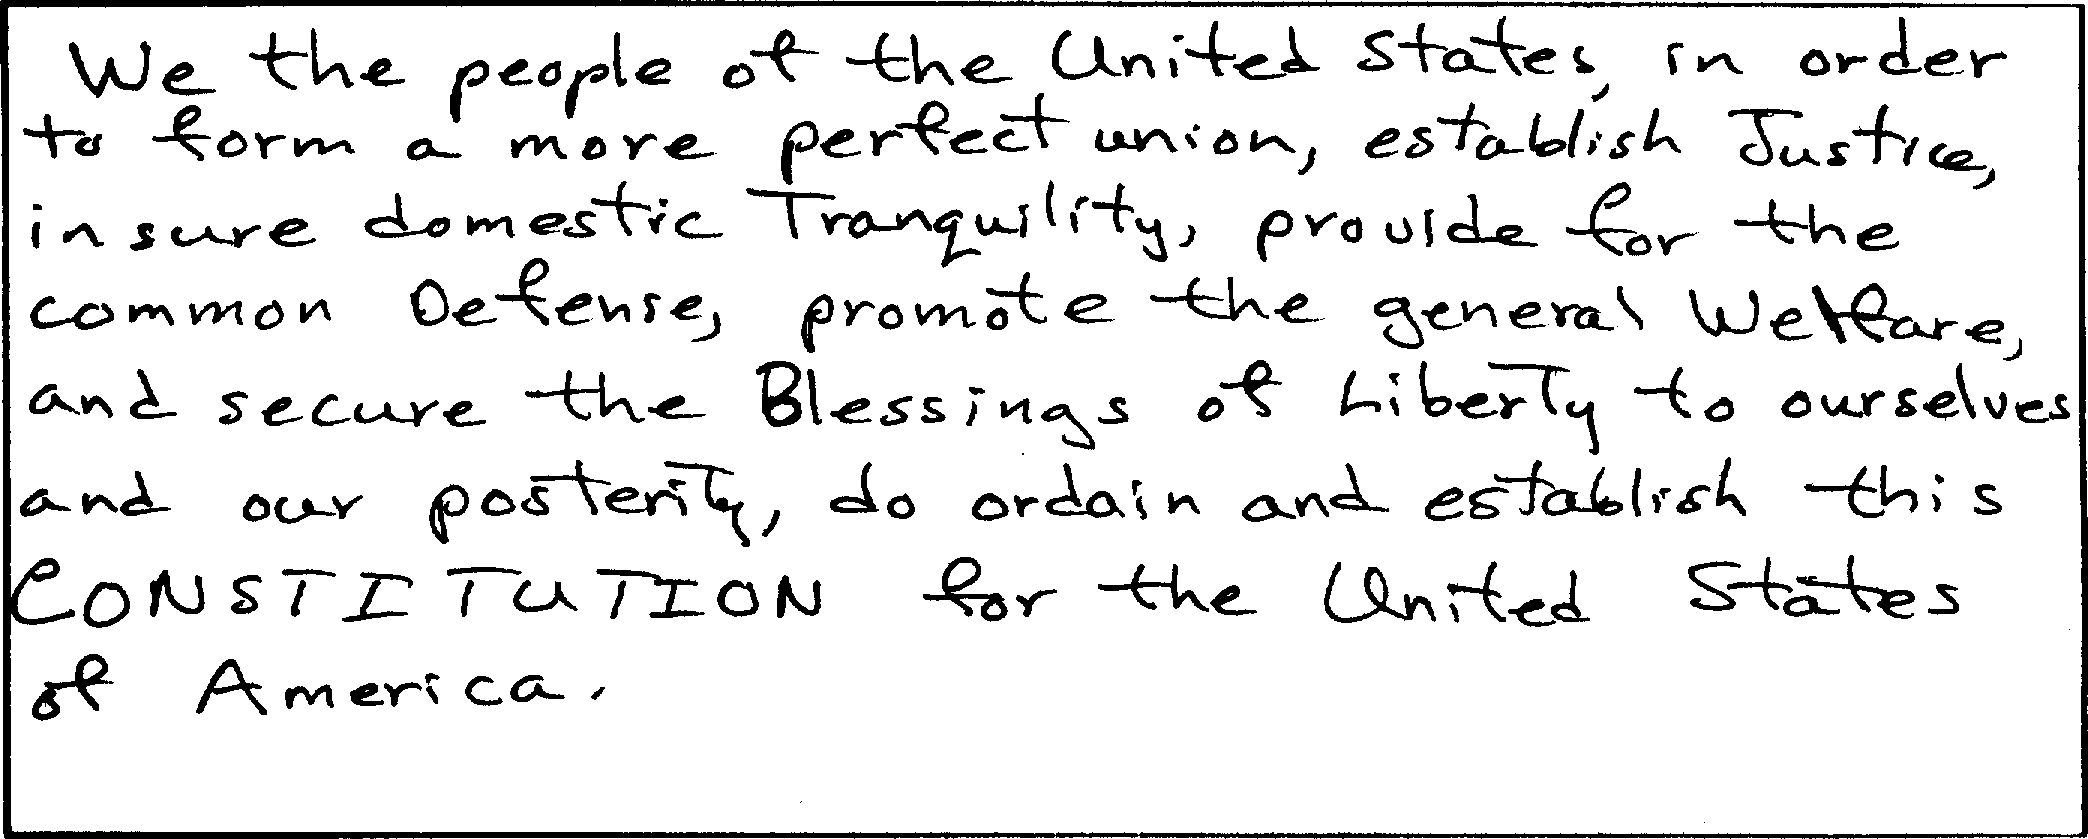 We the people of the United States, in order
to form a more perfect union, establish Justice,
insure domestic Tranquility, provide for the
common Defense, promote the general Welfare,
and secure the Blessings of Liberty to ourselves
and our posterity, do ordain and establish this
CONSTITUTION for the United States
of America.